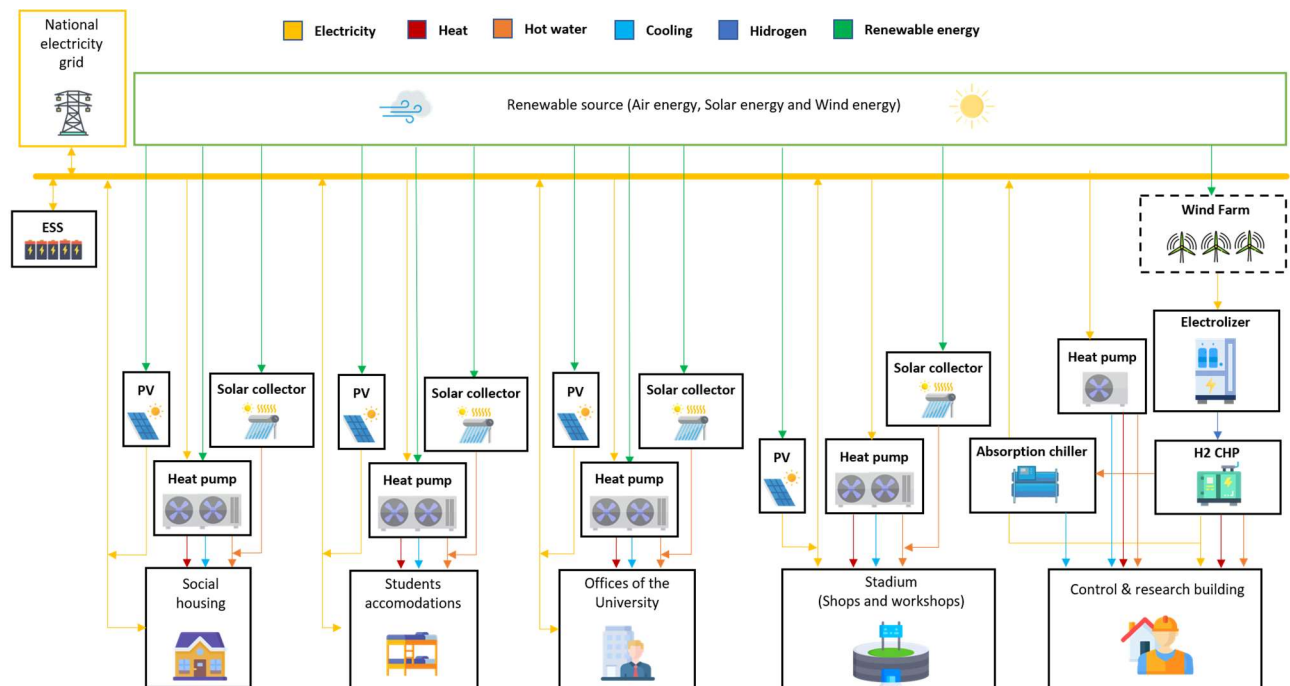 National
electricity
grid
Electricity
Heat
Hot water
Cooling
Hidrogen
Renewable energy
Renewable source (Air energy, Solar energy and Wind energy)
ESS
Wind Farm
Electrolizer
Heat pump
PV
Solar collector
PV
Solar collector
PV
Solar collector
Solar collector
Heat pump
Heat pump
Heat pump
PV
Heat pump
Absorption chiller
H2 CHP
Social
housing
Students
accomodations
Offices of the
University
Stadium
(Shops and workshops)
Control & research building